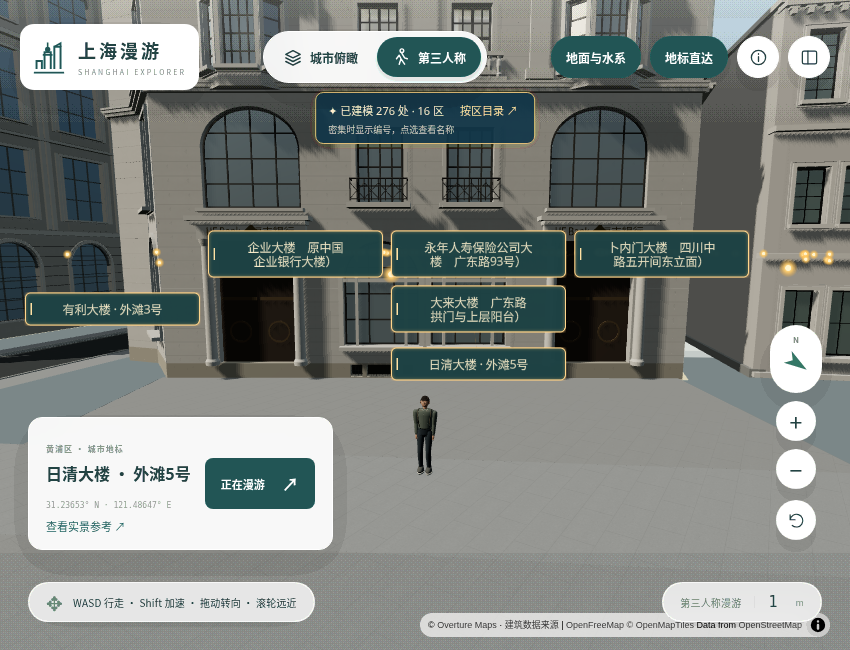 上海漫游
SHANGHAI EXPLORER
城市俯瞰
第三人称
地面与水系
地标直达
✦ 已建模 276 处 · 16 区 按区目录 ↗
密集时显示编号，点选查看名称
企业大楼 原中国
企业银行大楼）
永年人寿保险公司大
楼 广东路93号）
卜内门大楼 四川中
路五开间东立面）
有利大楼 · 外滩3号
大来大楼 广东路
拱门与上层阳台）
日清大楼 · 外滩5号
N
+
−
黄浦区 · 城市地标
日清大楼 · 外滩5号
正在漫游 ↗
31.23653° N · 121.48647° E
查看实景参考 ↗
WASD 行走 · Shift 加速 · 拖动转向 · 滚轮远近
第三人称漫游 1 m
© Overture Maps · 建筑数据来源 | OpenFreeMap © OpenMapTiles Data from OpenStreetMap